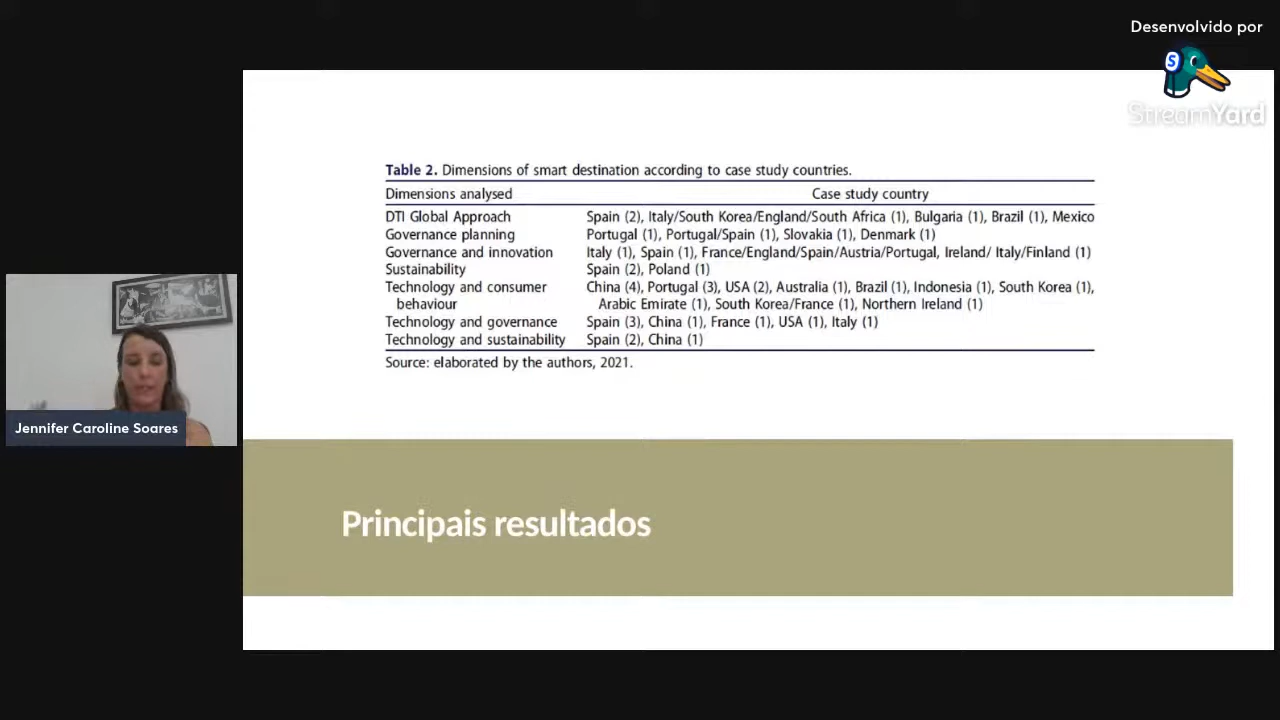 Desenvolvido por
StreamYard
Table 2. Dimensions of smart destination according to case study countries.
Dimensions analysed Case study country
DTI Global Approach Spain (2), Italy/South Korea/England/South Africa (1), Bulgaria (1), Brazil (1), Mexico
Governance planning Portugal (1), Portugal/Spain (1), Slovakia (1), Denmark (1)
Governance and innovation Italy (1), Spain (1), France/England/Spain/Austria/Portugal, Ireland/ Italy/Finland (1)
Sustainability Spain (2), Poland (1)
Technology and consumer China (4), Portugal (3), USA (2), Australia (1), Brazil (1), Indonesia (1), South Korea (1),
behaviour Arabic Emirate (1), South Korea/France (1), Northern Ireland (1)
Technology and governance Spain (3), China (1), France (1), USA (1), Italy (1)
Technology and sustainability Spain (2), China (1)
Source: elaborated by the authors, 2021.
Jennifer Caroline Soares
Principais resultados